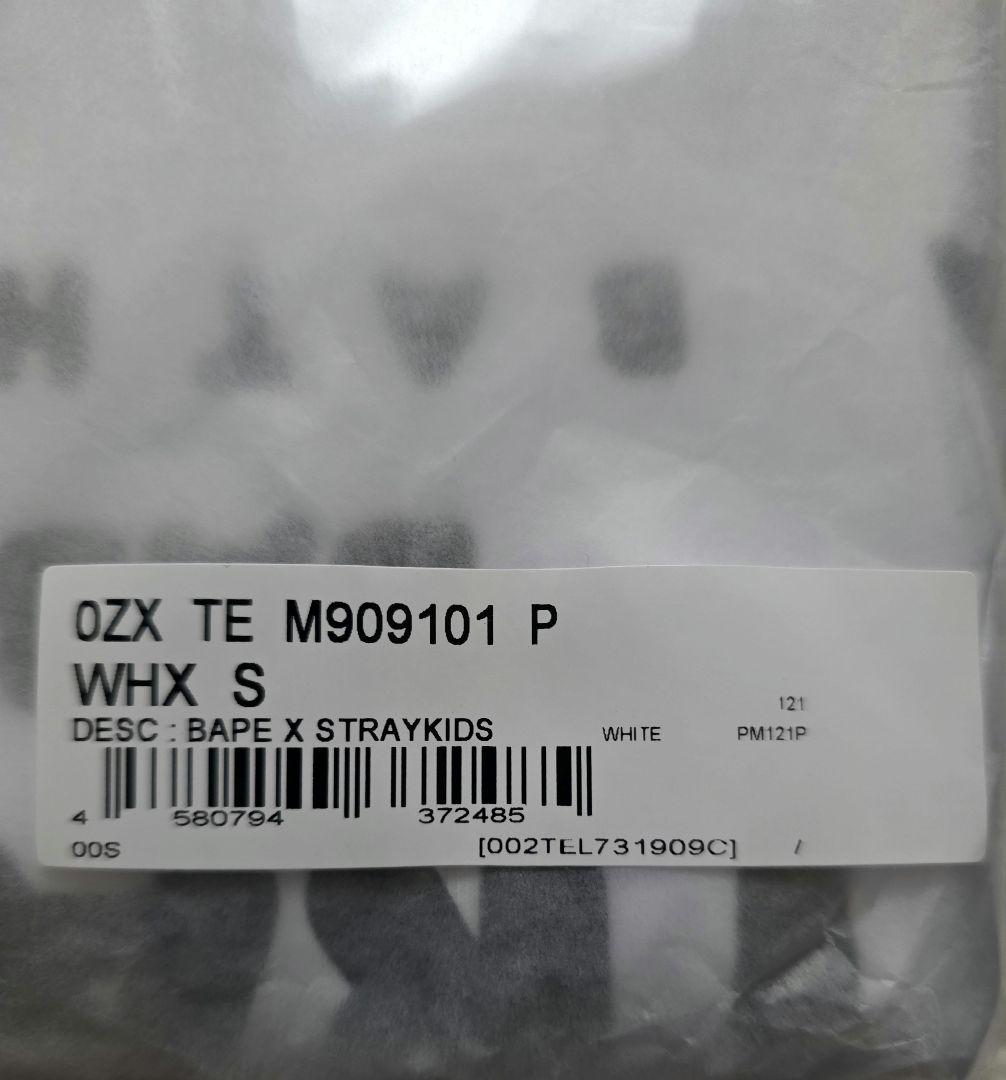 0ZX TE M909101 P
WHX S
121
DESC : BAPE X STRAYKIDS WHITE PM121P
4 580794 372485
00S [002TEL731909C] /